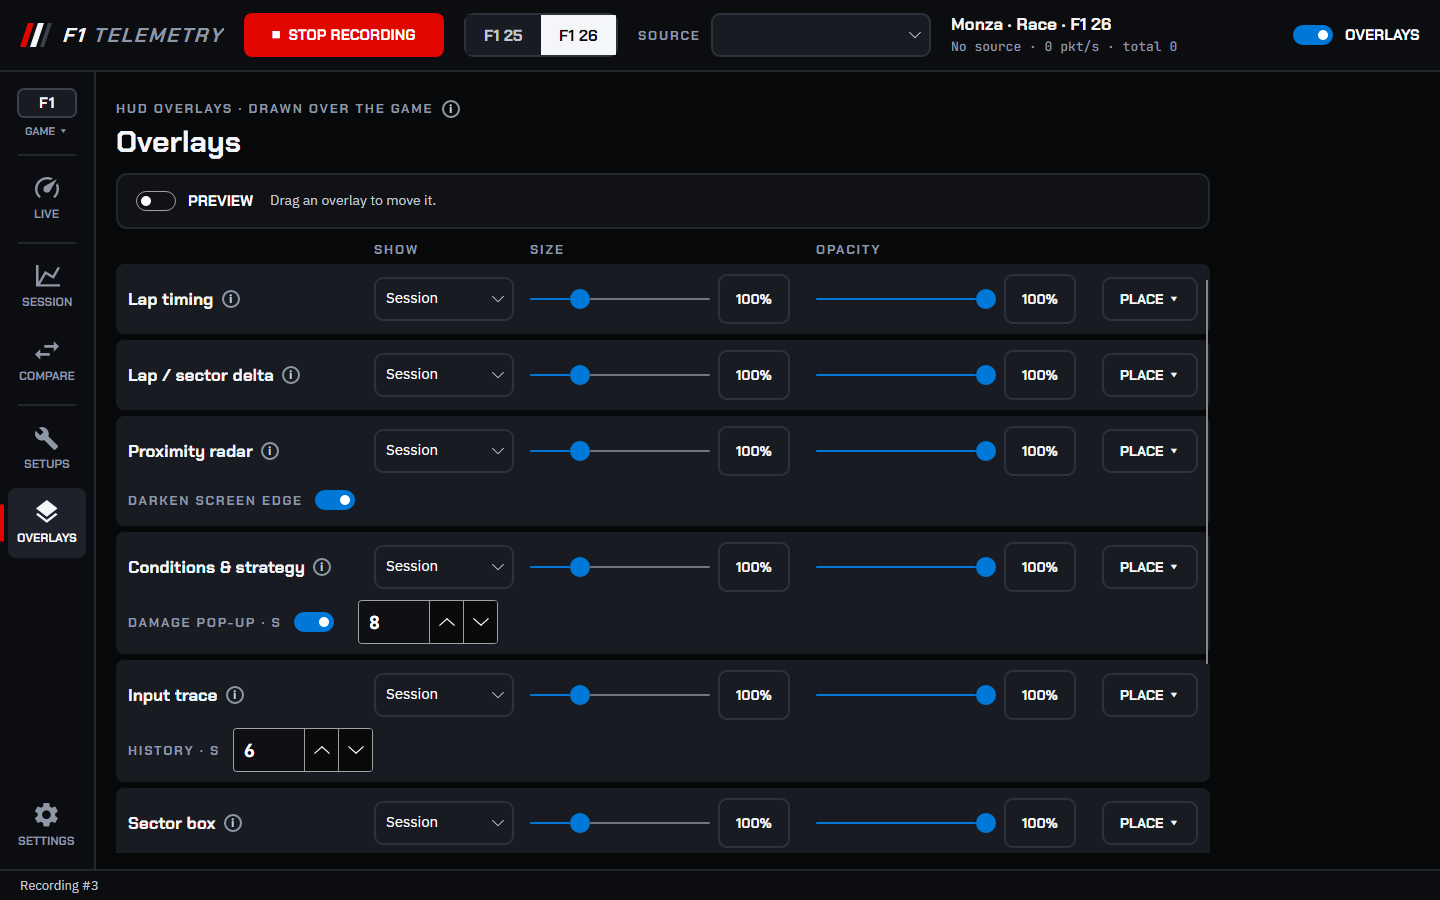 F1 TELEMETRY
STOP RECORDING
F1 25
F1 26
SOURCE
Monza · Race · F1 26
No source · 0 pkt/s · total 0
OVERLAYS
F1
GAME
LIVE
SESSION
COMPARE
SETUPS
OVERLAYS
SETTINGS
HUD OVERLAYS · DRAWN OVER THE GAME
Overlays
PREVIEW Drag an overlay to move it.
SHOW SIZE OPACITY
Lap timing Session 100% 100% PLACE
Lap / sector delta Session 100% 100% PLACE
Proximity radar Session 100% 100% PLACE
DARKEN SCREEN EDGE
Conditions & strategy Session 100% 100% PLACE
DAMAGE POP-UP · S 8
Input trace Session 100% 100% PLACE
HISTORY · S 6
Sector box Session 100% 100% PLACE
Recording #3